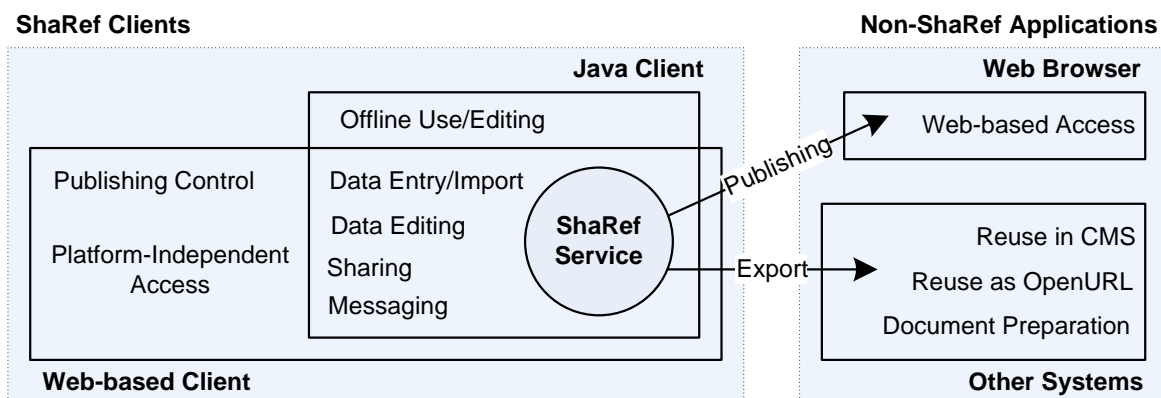 ShaRef Clients
Non-ShaRef Applications
Java Client
Web Browser
Offline Use/Editing
Web-based Access
Publishing Control
Data Entry/Import
Publishing
Platform-Independent
Access
Data Editing
Sharing
Messaging
ShaRef
Service
Export
Reuse in CMS
Reuse as OpenURL
Document Preparation
Web-based Client
Other Systems